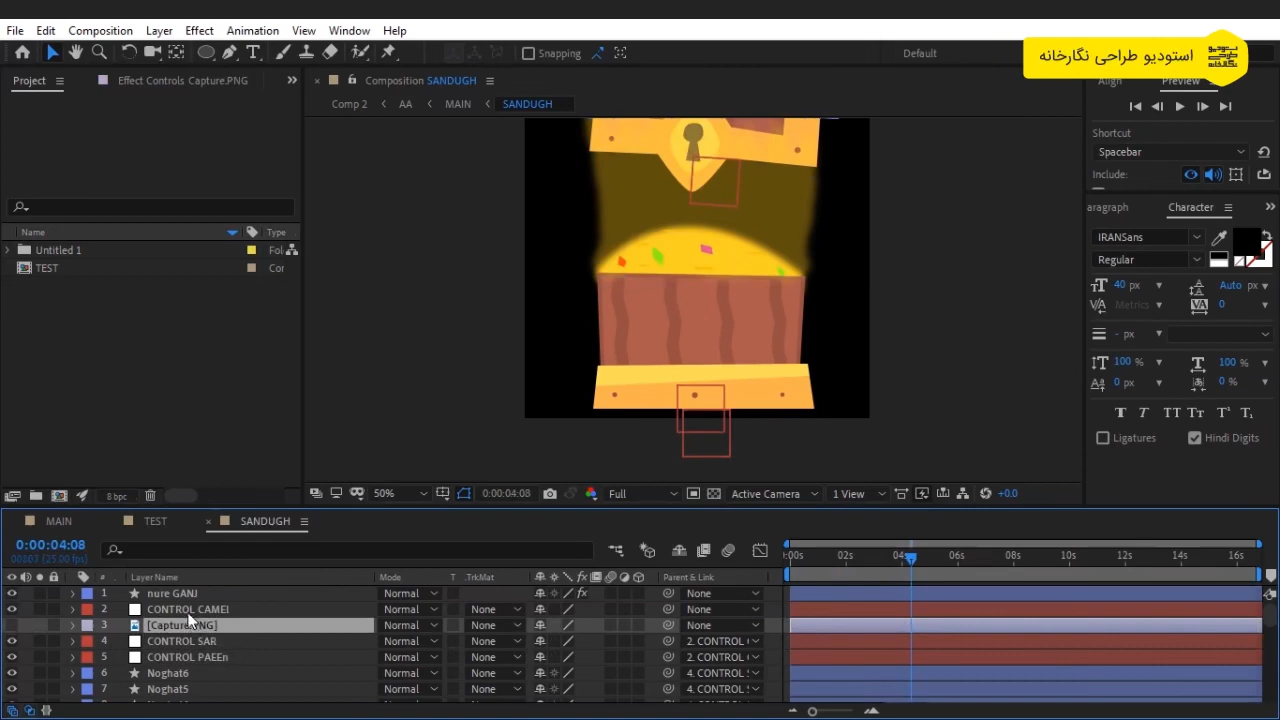 File Edit Composition Layer Effect Animation View Window Help
Snapping
Default
استودیو طراحی نگارخانه
Project
Effect Controls Capture.PNG
Composition SANDUGH
Align
Preview
Comp 2 AA MAIN SANDUGH
Shortcut
Spacebar
Include:
aragraph Character
Name Type
Untitled 1 Fol
TEST Cor
IRANSans
Regular
40 px Auto px
Metrics 0
- px
100 % 100 %
0 px 0 %
T T TT Tt T¹ T₁
Ligatures Hindi Digits
8 bpc
50% 0:00:04:08 Full Active Camera 1 View +0.0
MAIN TEST SANDUGH
0:00:04:08
00s 02s 04s 06s 08s 10s 12s 14s 16s
# Layer Name Mode T .TrkMat Parent & Link
1 nure GANJ Normal None
2 CONTROL CAMEl Normal None None
3 [Capture.PNG] Normal None None
4 CONTROL SAR Normal None 2. CONTROL
5 CONTROL PAEEn Normal None 2. CONTROL
6 Noghat6 Normal None 4. CONTROL
7 Noghat5 Normal None 4. CONTROL